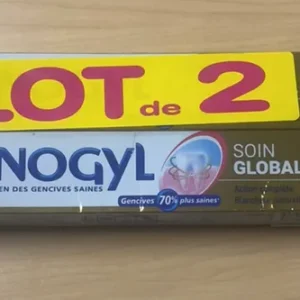 LOT de 2
NOGYL
SOIN
GLOBAL
EN DES GENCIVES SAINES
Gencives 70% plus saines